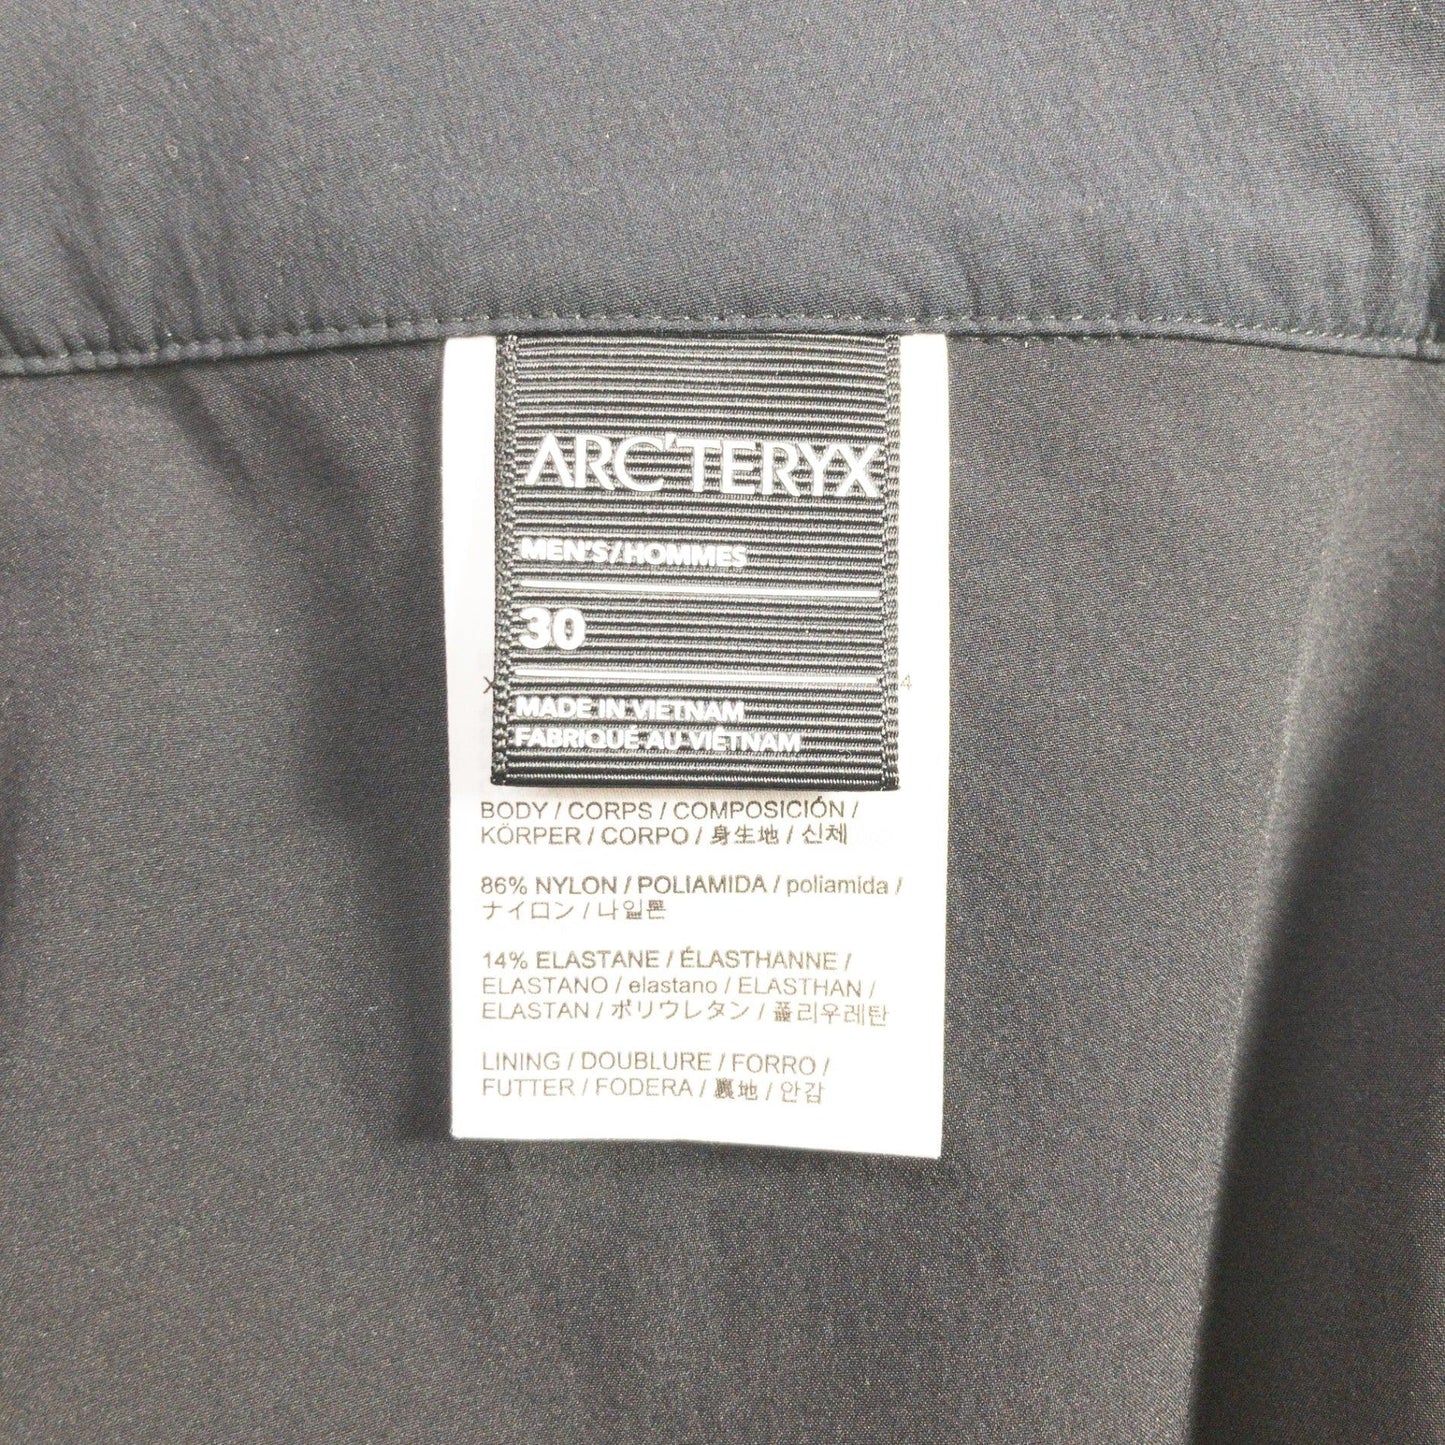 ARC'TERYX
MEN'S/HOMMES
30
MADE IN VIETNAM
FABRIQUÉ AU VIETNAM
BODY / CORPS / COMPOSICIÓN /
KÖRPER / CORPO / 身生地 / 신체
86% NYLON / POLIAMIDA / poliamida /
ナイロン / 나일론
14% ELASTANE / ÉLASTHANNE /
ELASTANO / elastano / ELASTHAN /
ELASTAN / ポリウレタン / 폴리우레탄
LINING / DOUBLURE / FORRO /
FUTTER / FODERA / 裏地 / 안감